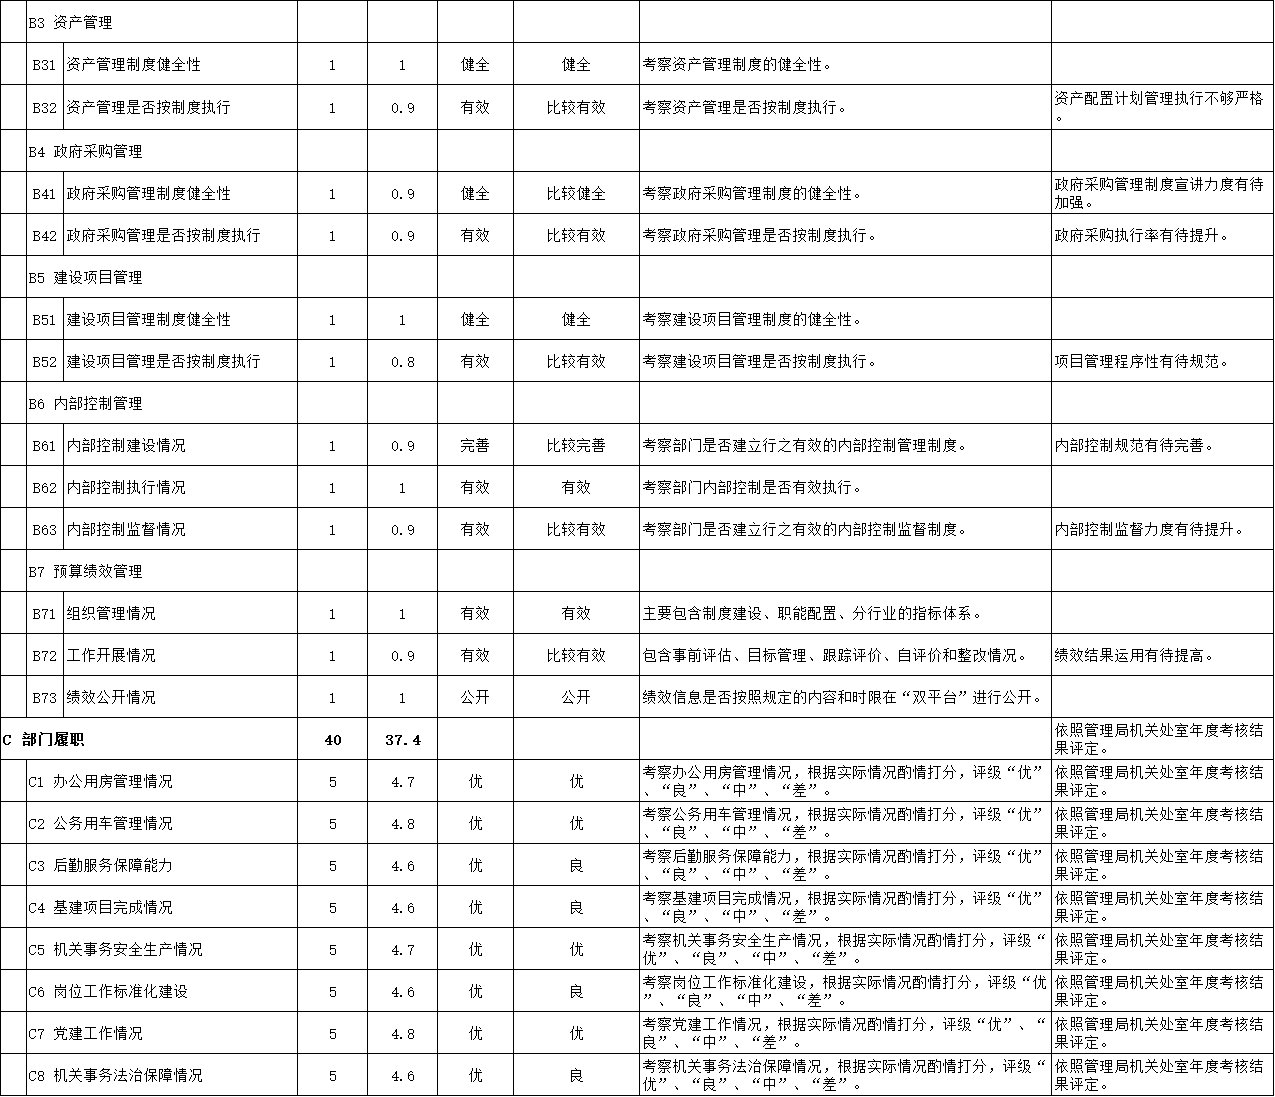 B3 资产管理
B31 资产管理制度健全性 1 1 健全 健全 考察资产管理制度的健全性。
B32 资产管理是否按制度执行 1 0.9 有效 比较有效 考察资产管理是否按制度执行。 资产配置计划管理执行不够严格
。
B4 政府采购管理
B41 政府采购管理制度健全性 1 0.9 健全 比较健全 考察政府采购管理制度的健全性。 政府采购管理制度宣讲力度有待
加强。
B42 政府采购管理是否按制度执行 1 0.9 有效 比较有效 考察政府采购管理是否按制度执行。 政府采购执行率有待提升。
B5 建设项目管理
B51 建设项目管理制度健全性 1 1 健全 健全 考察建设项目管理制度的健全性。
B52 建设项目管理是否按制度执行 1 0.8 有效 比较有效 考察建设项目管理是否按制度执行。 项目管理程序性有待规范。
B6 内部控制管理
B61 内部控制建设情况 1 0.9 完善 比较完善 考察部门是否建立行之有效的内部控制管理制度。 内部控制规范有待完善。
B62 内部控制执行情况 1 1 有效 有效 考察部门内部控制是否有效执行。
B63 内部控制监督情况 1 0.9 有效 比较有效 考察部门是否建立行之有效的内部控制监督制度。 内部控制监督力度有待提升。
B7 预算绩效管理
B71 组织管理情况 1 1 有效 有效 主要包含制度建设、职能配置、分行业的指标体系。
B72 工作开展情况 1 0.9 有效 比较有效 包含事前评估、目标管理、跟踪评价、自评价和整改情况。 绩效结果运用有待提高。
B73 绩效公开情况 1 1 公开 公开 绩效信息是否按照规定的内容和时限在“双平台”进行公开。
C 部门履职 40 37.4 依照管理局机关处室年度考核结
果评定。
C1 办公用房管理情况 5 4.7 优 优 考察办公用房管理情况，根据实际情况酌情打分，评级“优” 依照管理局机关处室年度考核结
、“良”、“中”、“差”。 果评定。
C2 公务用车管理情况 5 4.8 优 优 考察公务用车管理情况，根据实际情况酌情打分，评级“优” 依照管理局机关处室年度考核结
、“良”、“中”、“差”。 果评定。
C3 后勤服务保障能力 5 4.6 优 良 考察后勤服务保障能力，根据实际情况酌情打分，评级“优” 依照管理局机关处室年度考核结
、“良”、“中”、“差”。 果评定。
C4 基建项目完成情况 5 4.6 优 良 考察基建项目完成情况，根据实际情况酌情打分，评级“优” 依照管理局机关处室年度考核结
、“良”、“中”、“差”。 果评定。
C5 机关事务安全生产情况 5 4.7 优 优 考察机关事务安全生产情况，根据实际情况酌情打分，评级“ 依照管理局机关处室年度考核结
优”、“良”、“中”、“差”。 果评定。
C6 岗位工作标准化建设 5 4.6 优 良 考察岗位工作标准化建设，根据实际情况酌情打分，评级“优 依照管理局机关处室年度考核结
”、“良”、“中”、“差”。 果评定。
C7 党建工作情况 5 4.8 优 优 考察党建工作情况，根据实际情况酌情打分，评级“优”、“ 依照管理局机关处室年度考核结
良”、“中”、“差”。 果评定。
C8 机关事务法治保障情况 5 4.6 优 良 考察机关事务法治保障情况，根据实际情况酌情打分，评级“ 依照管理局机关处室年度考核结
优”、“良”、“中”、“差”。 果评定。